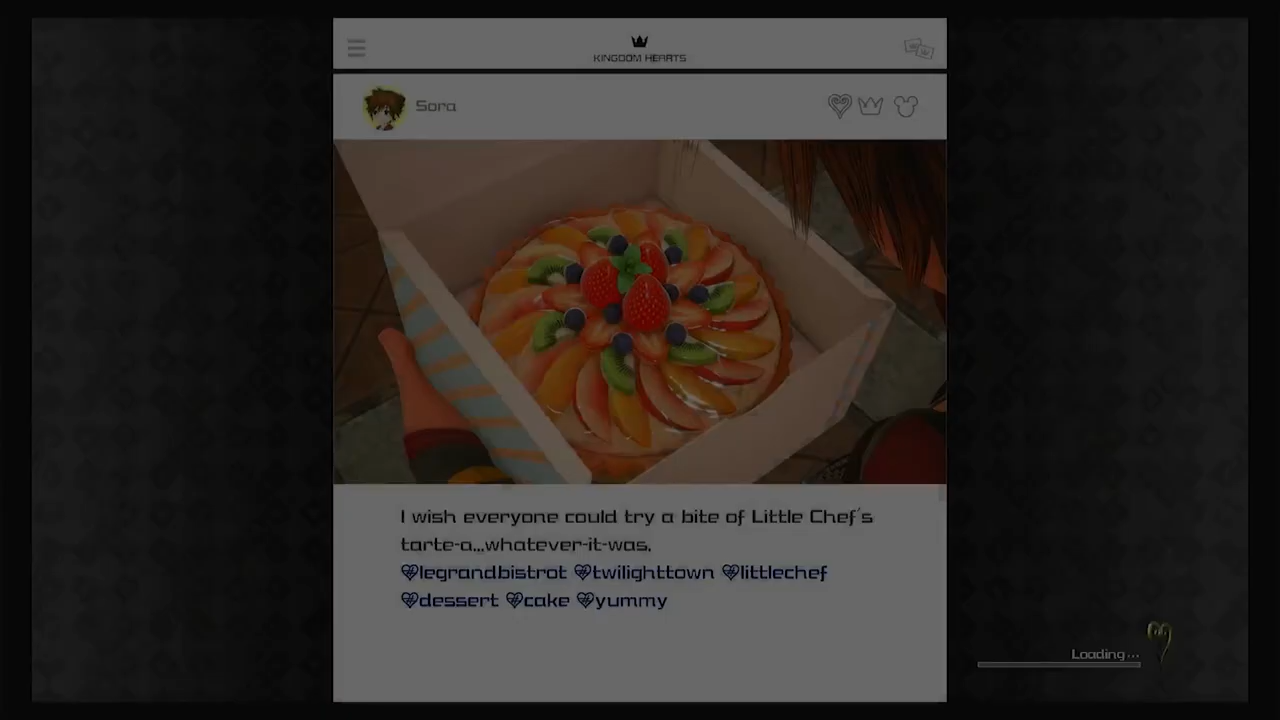 KINGDOM HEARTS
Sora
I wish everyone could try a bite of Little Chef's
tarte-a...whatever-it-was.
legrandbistrot twilighttown littlechef
dessert cake yummy
Loading...